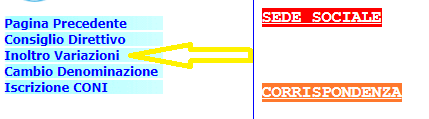 Pagina Precedente
Consiglio Direttivo
Inoltro Variazioni
Cambio Denominazione
Iscrizione CONI
SEDE SOCIALE
CORRISPONDENZA